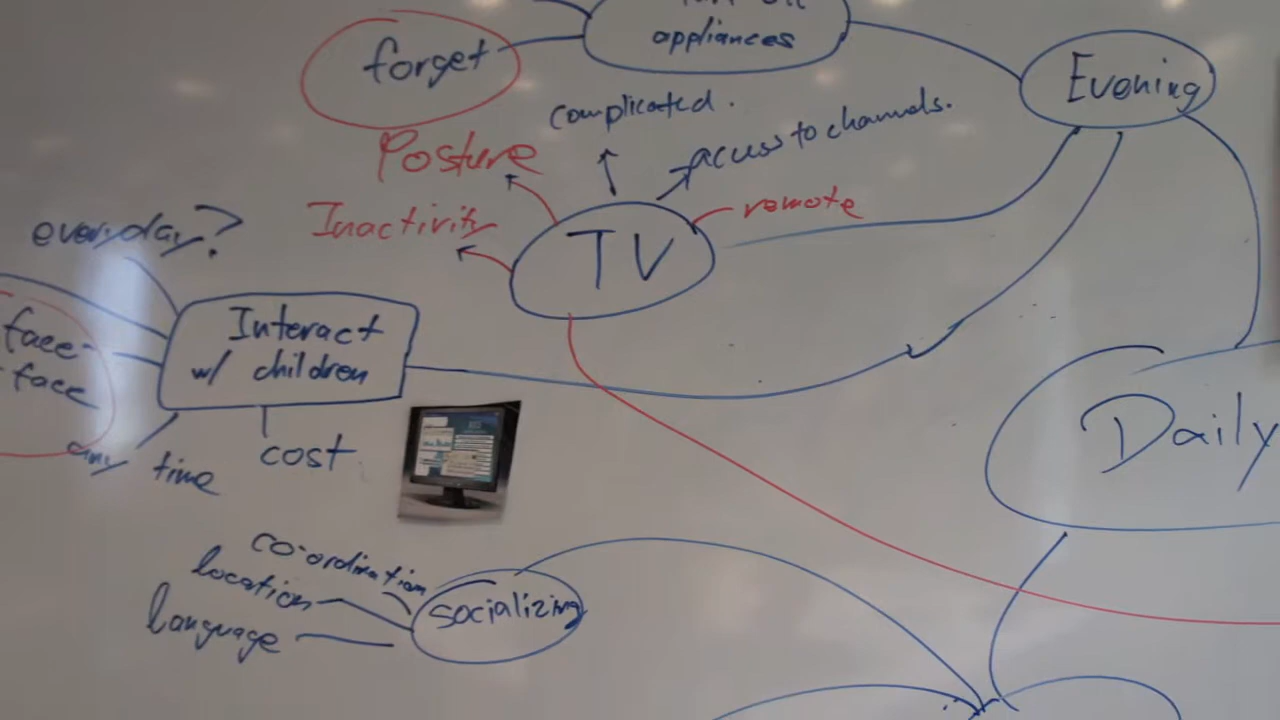 appliances
forget
Evening
complicated.
access to channels.
Posture
remote
Inactivity
TV
everyday?
Interact
w/ children
face
face
any time
cost
Daily
co-ordination
location
language
socializing